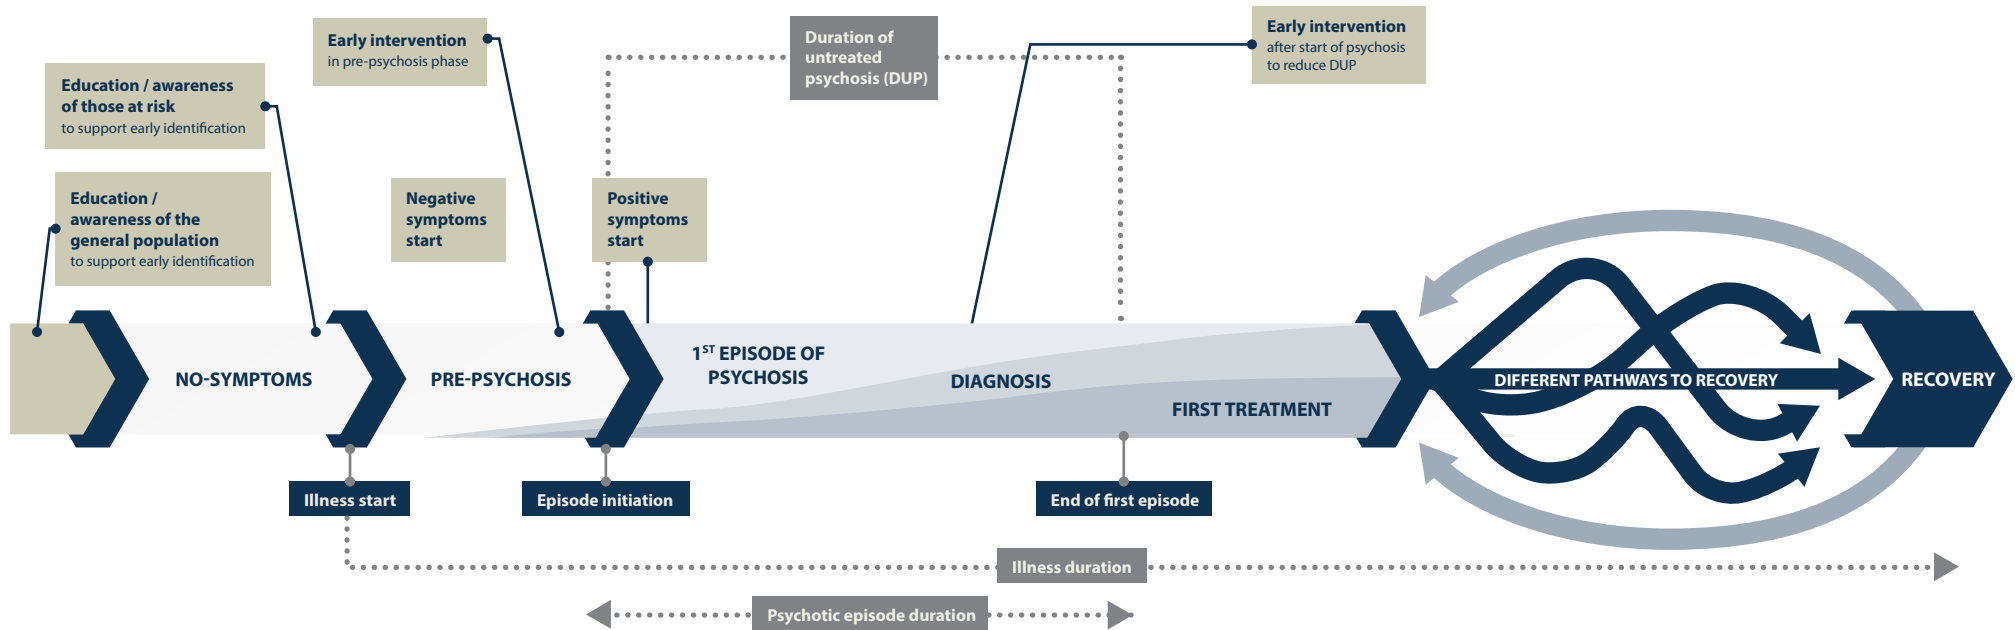 Early intervention
in pre-psychosis phase
Duration of
untreated
psychosis (DUP)
Early intervention
after start of psychosis
to reduce DUP
Education / awareness
of those at risk
to support early identification
Education /
awareness of the
general population
to support early identification
Negative
symptoms
start
Positive
symptoms
start
NO-SYMPTOMS
PRE-PSYCHOSIS
1ST EPISODE OF
PSYCHOSIS
DIAGNOSIS
FIRST TREATMENT
DIFFERENT PATHWAYS TO RECOVERY
RECOVERY
Illness start
Episode initiation
End of first episode
Illness duration
Psychotic episode duration